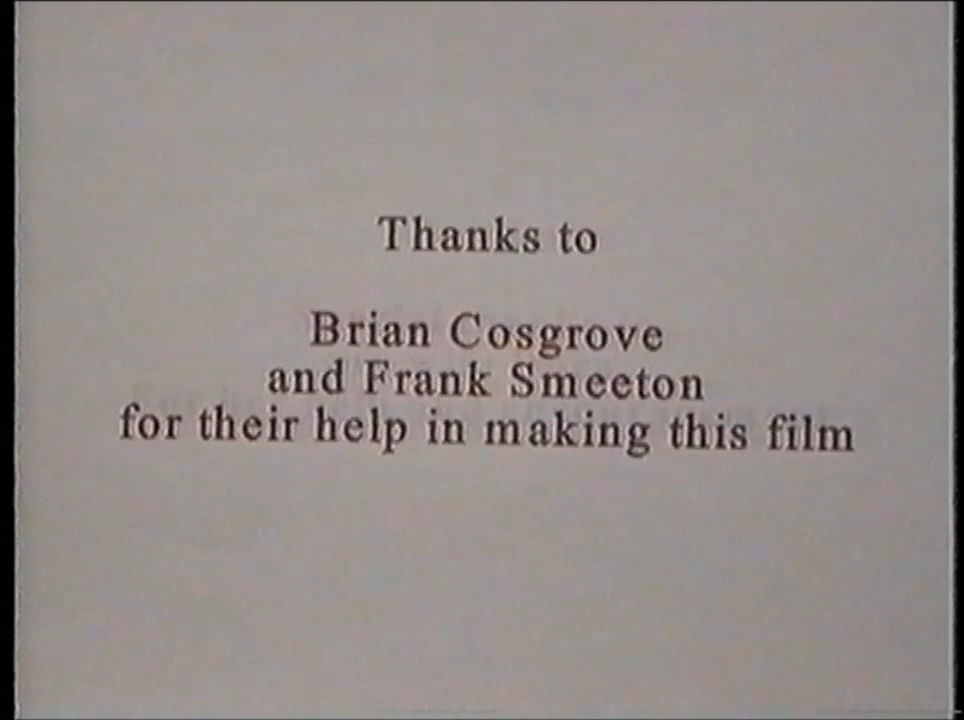 Thanks to
Brian Cosgrove
and Frank Smeeton
for their help in making this film